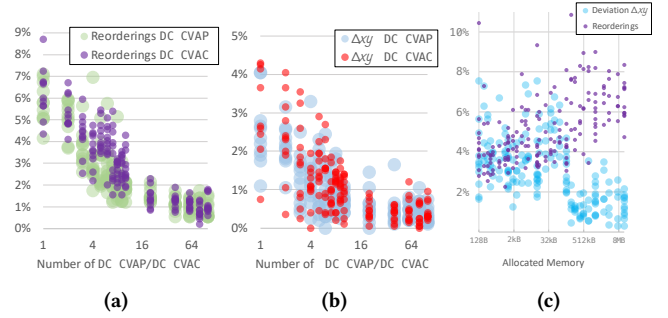 9%
8%
7%
6%
5%
4%
3%
2%
1%
0%
Reorderings DC CVAP
Reorderings DC CVAC
1 4 16 64
Number of DC CVAP/DC CVAC
(a)
5%
4%
3%
2%
1%
0%
Δxy DC CVAP
Δxy DC CVAC
1 4 16 64
Number of DC CVAP/DC CVAC
(b)
Deviation Δxy
Reorderings
10%
8%
6%
4%
2%
128B 2kB 32kB 512kB 8MB
Allocated Memory
(c)